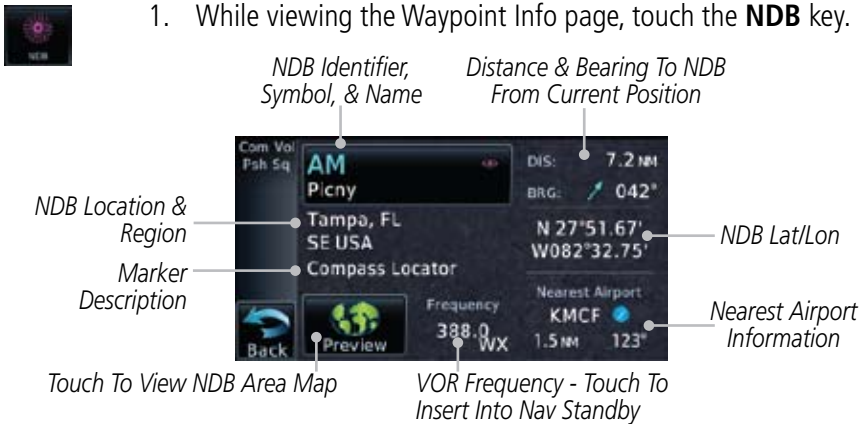 NDB
1. While viewing the Waypoint Info page, touch the NDB key.
NDB Identifier,
Symbol, & Name
Distance & Bearing To NDB
From Current Position
Com Vol
Psh Sq
AM
Picny
DIS: 7.2 NM
BRG: 042°
NDB Location &
Region
Tampa, FL
SE USA
N 27°51.67'
W082°32.75'
NDB Lat/Lon
Marker
Description
Compass Locator
Nearest Airport
KMCF
1.5 NM 123°
Nearest Airport
Information
Back
Preview
Frequency
388.0
WX
Touch To View NDB Area Map
VOR Frequency - Touch To
Insert Into Nav Standby